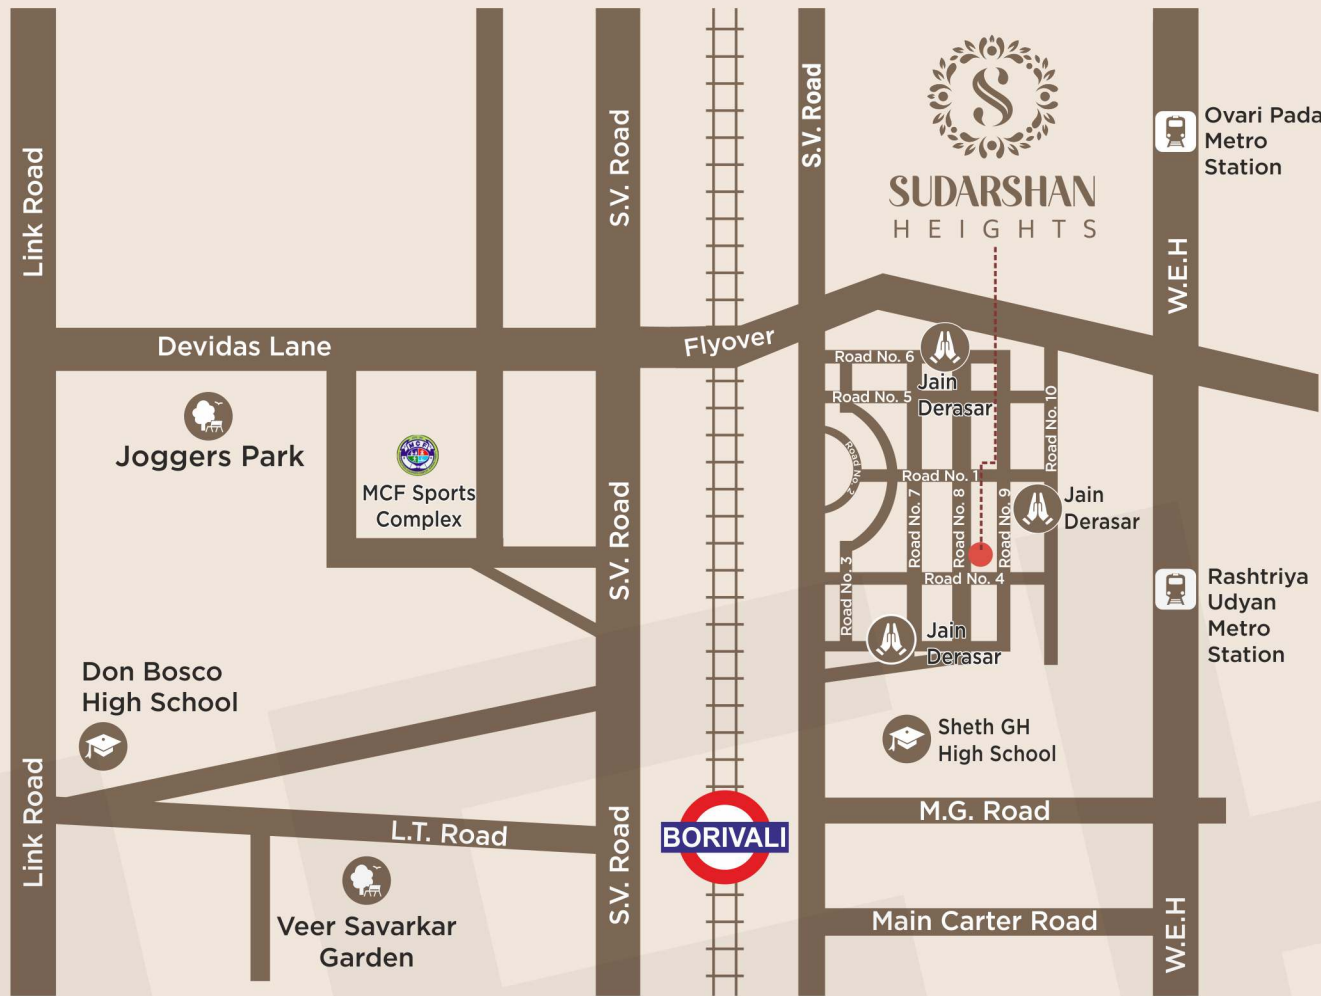 Link Road
S.V. Road
S.V. Road
S
SUDARSHAN
HEIGHTS
Ovari Pada
Metro
Station
W.E.H
Devidas Lane
Flyover
Road No. 6
Jain
Derasar
Road No. 5
Road No. 10
Joggers Park
MCF Sports
Complex
S.V. Road
Road No. 2
Road No. 1
Road No. 7
Road No. 8
Road No. 9
Jain
Derasar
Road No. 3
Road No. 4
Rashtriya
Udyan
Metro
Station
Jain
Derasar
Don Bosco
High School
Sheth GH
High School
Link Road
L.T. Road
S.V. Road
BORIVALI
M.G. Road
Veer Savarkar
Garden
Main Carter Road
W.E.H